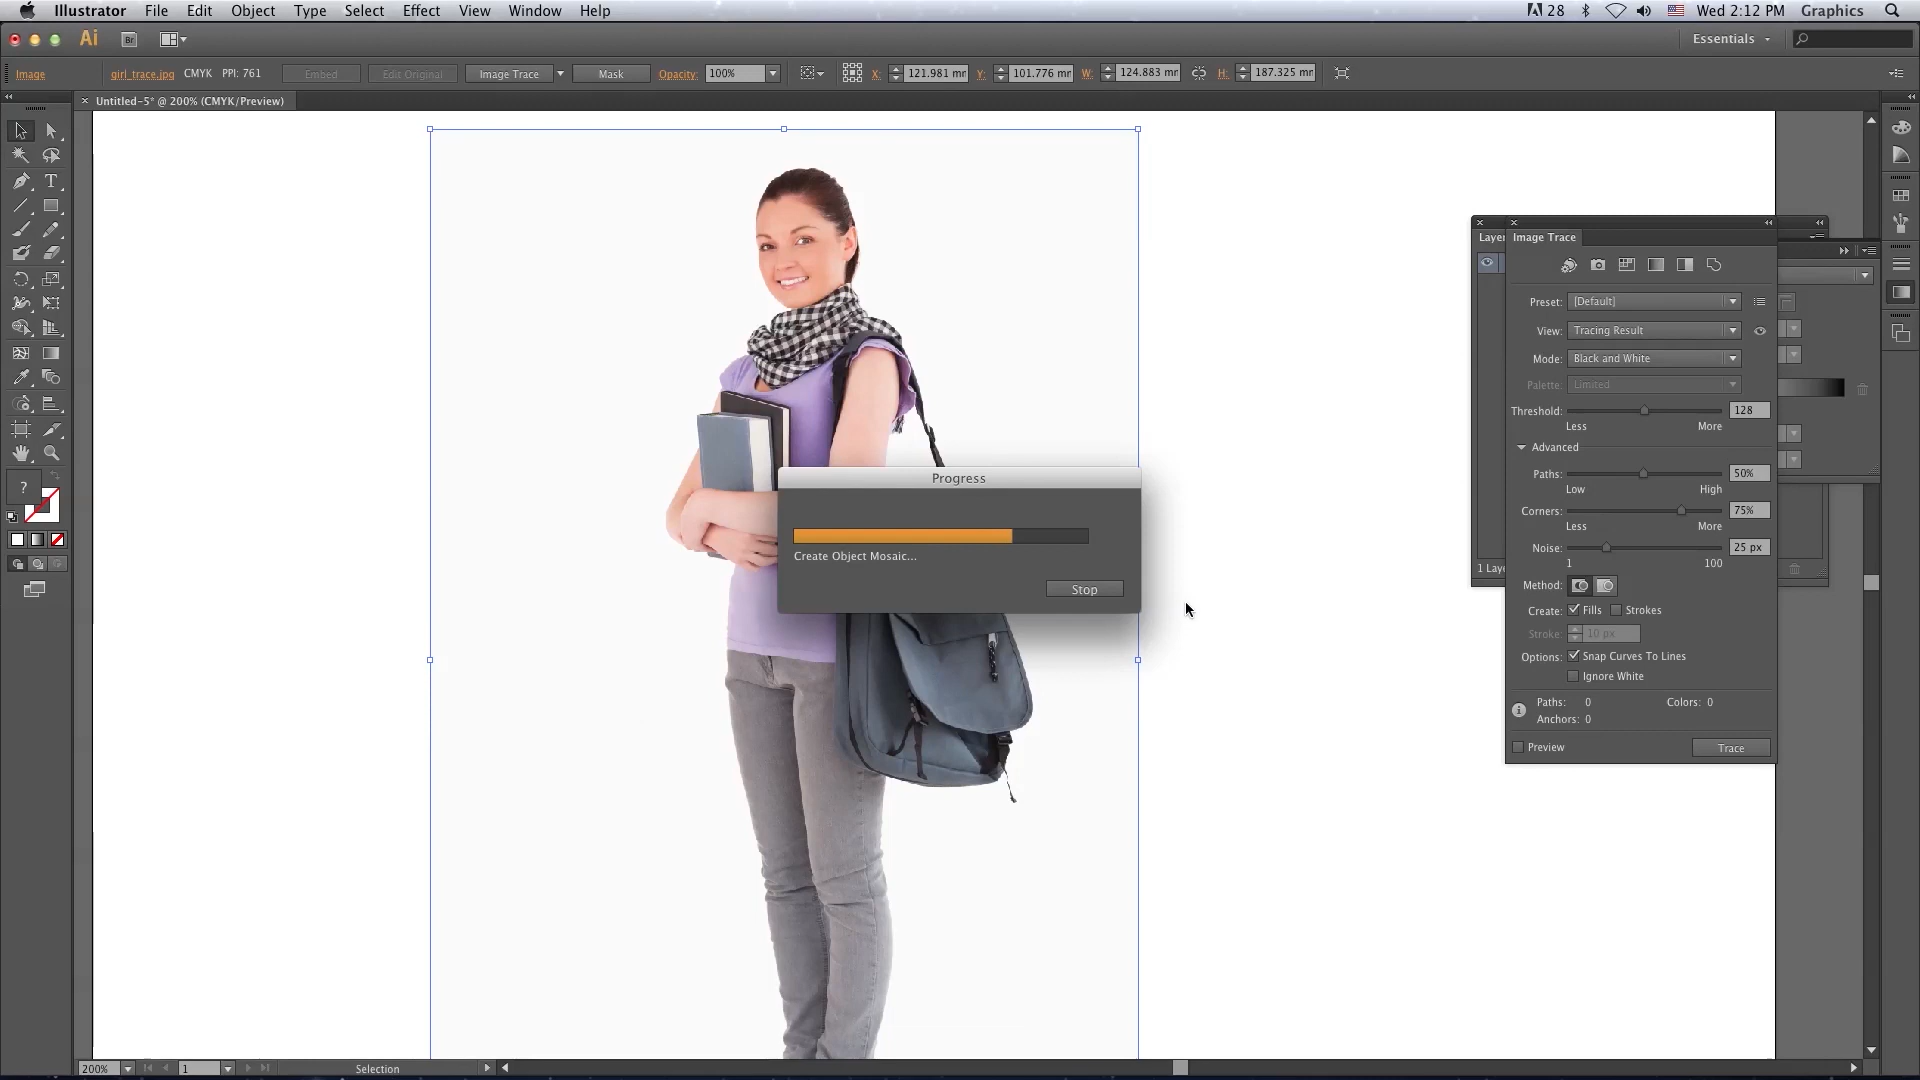 Illustrator File Edit Object Type Select Effect View Window Help 28 Wed 2:12 PM Graphics
Ai Br Essentials
Image girl_trace.jpg CMYK PPI: 761 Embed Edit Original Image Trace Mask Opacity: 100% X: 121.981 mm Y: 101.776 mm W: 124.883 mm H: 187.325 mm
Untitled-5* @ 200% (CMYK/Preview)
Layer Image Trace
Preset: [Default]
View: Tracing Result
Mode: Black and White
Palette: Limited
Threshold: 128
Less More
Advanced
Paths: 50%
Low High
Corners: 75%
Less More
Noise: 25 px
1 100
1 Laye
Method:
Create: Fills Strokes
Stroke: 10 px
Options: Snap Curves To Lines
Ignore White
Paths: 0 Colors: 0
Anchors: 0
Preview Trace
Progress
Create Object Mosaic...
Stop
T
?
200% 1 Selection